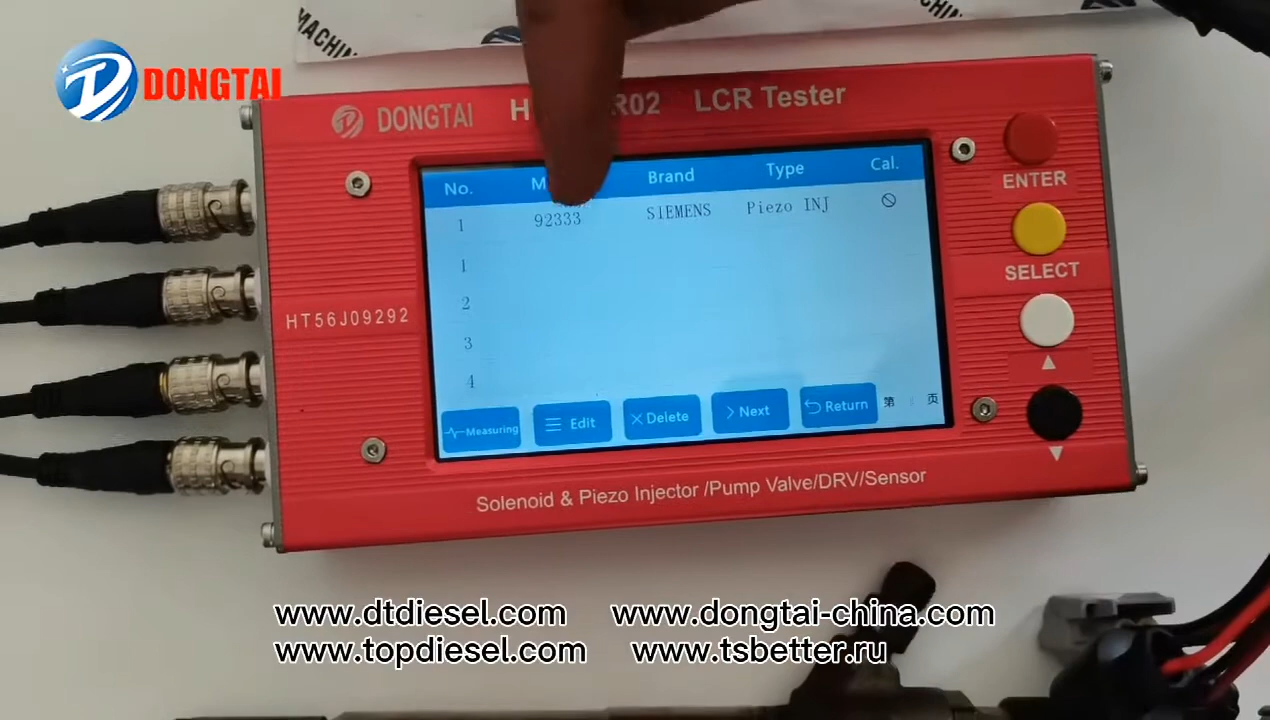 MACHIN
CHIN
DONGTAI
DONGTAI LCR Tester
No. Brand Type Cal.
1 92333 SIEMENS Piezo INJ
1
2
3
4
Measuring Edit Delete Next Return 第 页
ENTER
SELECT
HT56J09292
Solenoid & Piezo Injector /Pump Valve/DRV/Sensor
www.dtdiesel.com www.dongtai-china.com
www.topdiesel.com www.tsbetter.ru